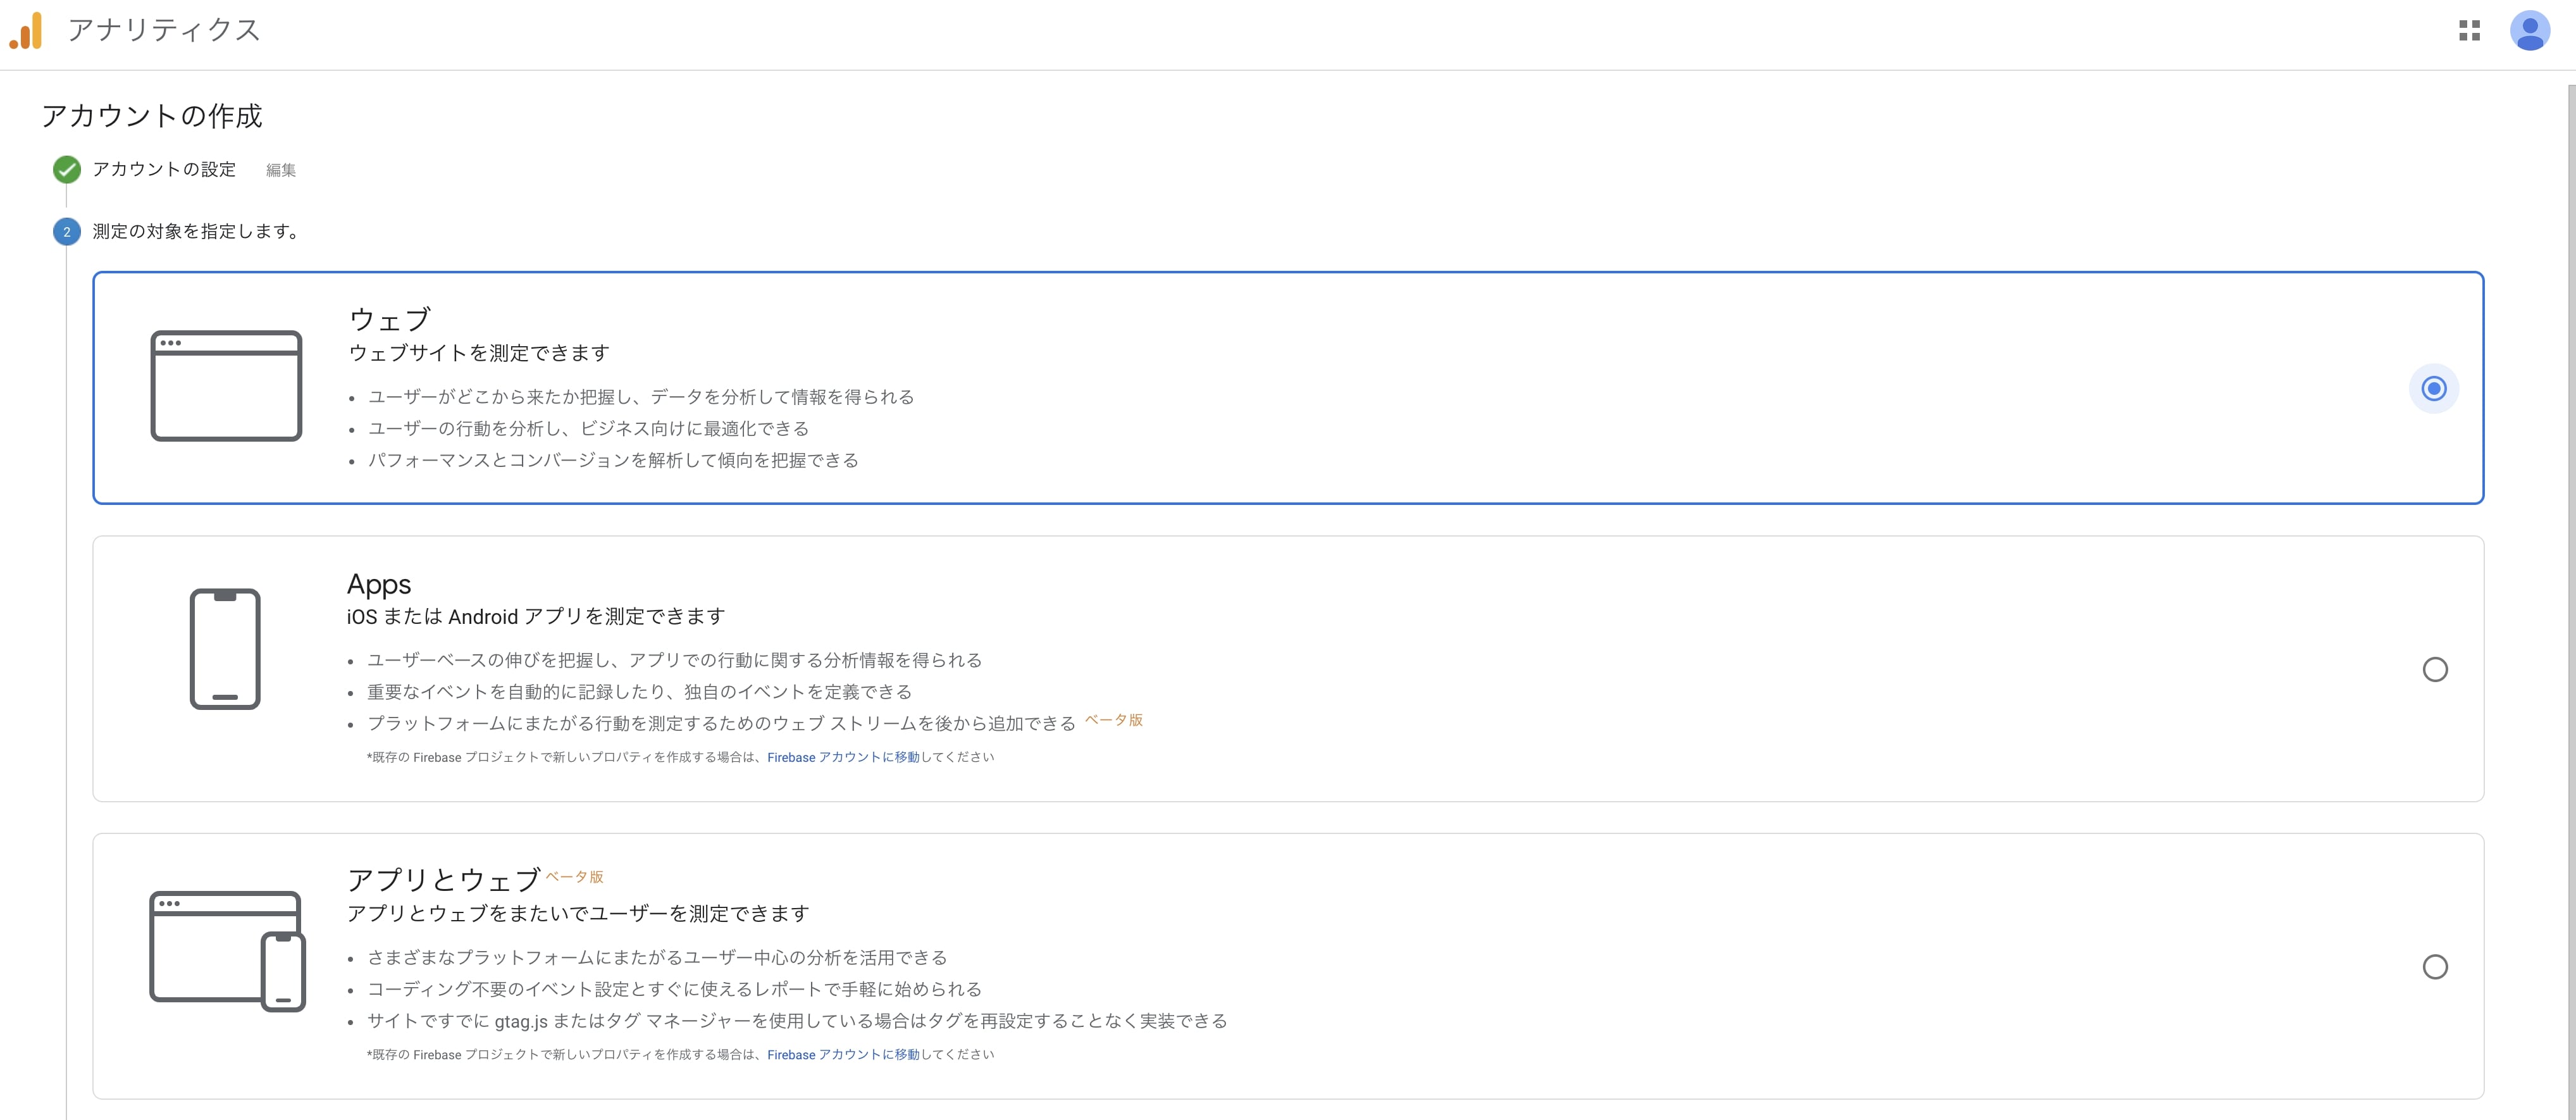 アナリティクス
アカウントの作成
アカウントの設定 編集
2 測定の対象を指定します。
ウェブ
ウェブサイトを測定できます
• ユーザーがどこから来たか把握し、データを分析して情報を得られる
• ユーザーの行動を分析し、ビジネス向けに最適化できる
• パフォーマンスとコンバージョンを解析して傾向を把握できる
Apps
iOS または Android アプリを測定できます
• ユーザーベースの伸びを把握し、アプリでの行動に関する分析情報を得られる
• 重要なイベントを自動的に記録したり、独自のイベントを定義できる
• プラットフォームにまたがる行動を測定するためのウェブ ストリームを後から追加できる ベータ版
*既存の Firebase プロジェクトで新しいプロパティを作成する場合は、Firebase アカウントに移動してください
アプリとウェブ ベータ版
アプリとウェブをまたいでユーザーを測定できます
• さまざまなプラットフォームにまたがるユーザー中心の分析を活用できる
• コーディング不要のイベント設定とすぐに使えるレポートで手軽に始められる
• サイトですでに gtag.js またはタグ マネージャーを使用している場合はタグを再設定することなく実装できる
*既存の Firebase プロジェクトで新しいプロパティを作成する場合は、Firebase アカウントに移動してください